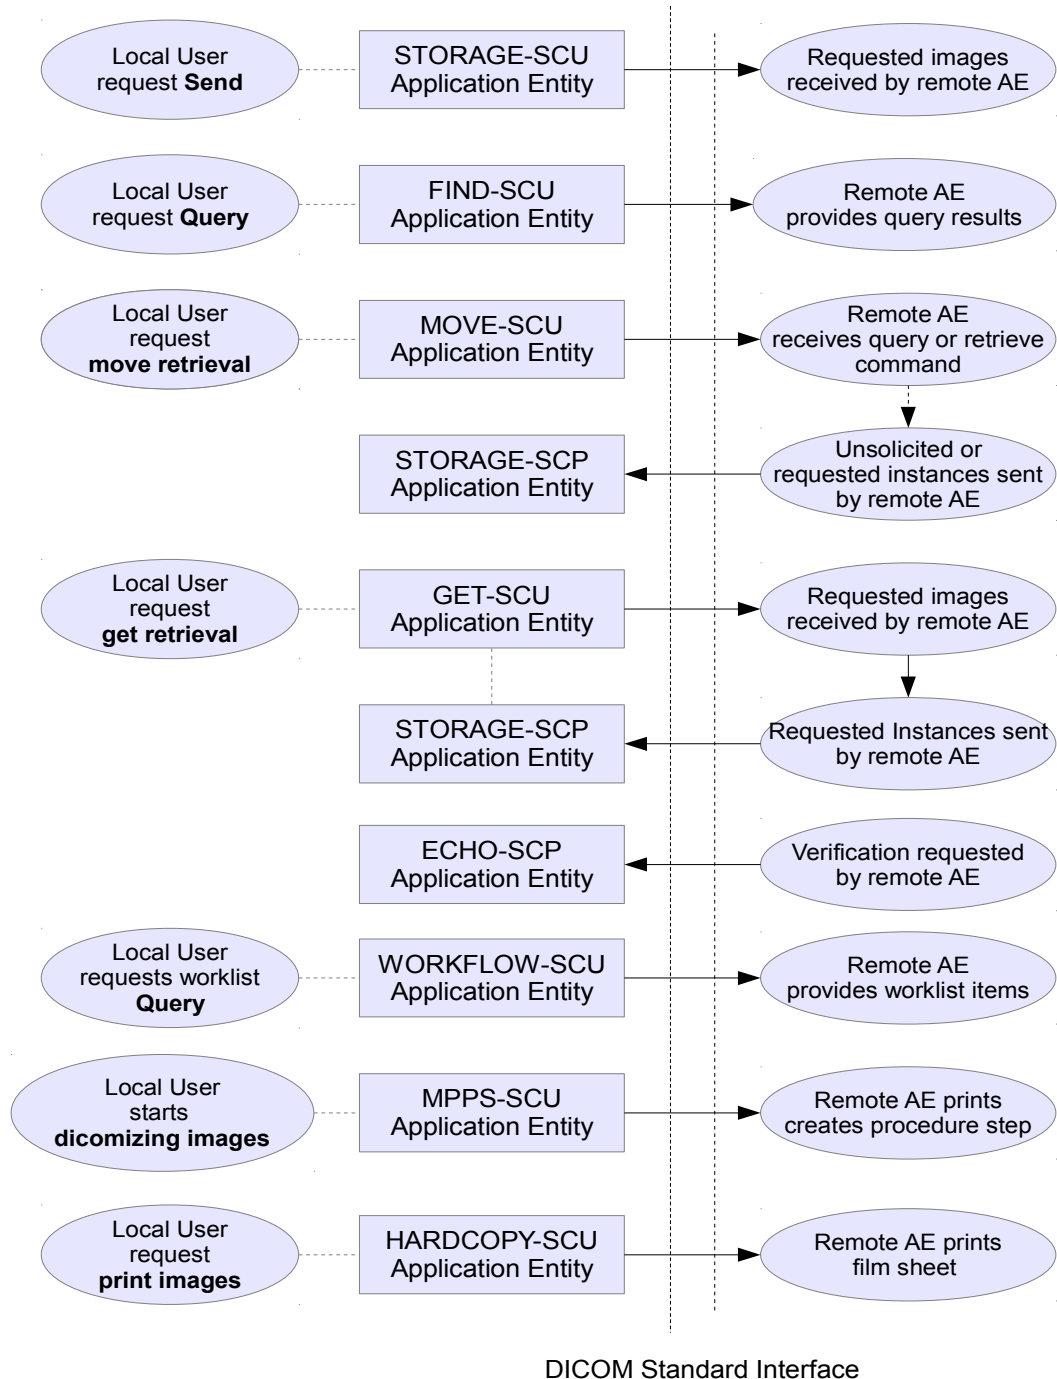 Local User
request Send
STORAGE-SCU
Application Entity
Requested images
received by remote AE
Local User
request Query
FIND-SCU
Application Entity
Remote AE
provides query results
Local User
request
move retrieval
MOVE-SCU
Application Entity
Remote AE
receives query or retrieve
command
STORAGE-SCP
Application Entity
Unsolicited or
requested instances sent
by remote AE
Local User
request
get retrieval
GET-SCU
Application Entity
Requested images
received by remote AE
STORAGE-SCP
Application Entity
Requested Instances sent
by remote AE
ECHO-SCP
Application Entity
Verification requested
by remote AE
Local User
requests worklist
Query
WORKFLOW-SCU
Application Entity
Remote AE
provides worklist items
Local User
starts
dicomizing images
MPPS-SCU
Application Entity
Remote AE prints
creates procedure step
Local User
request
print images
HARDCOPY-SCU
Application Entity
Remote AE prints
film sheet
DICOM Standard Interface